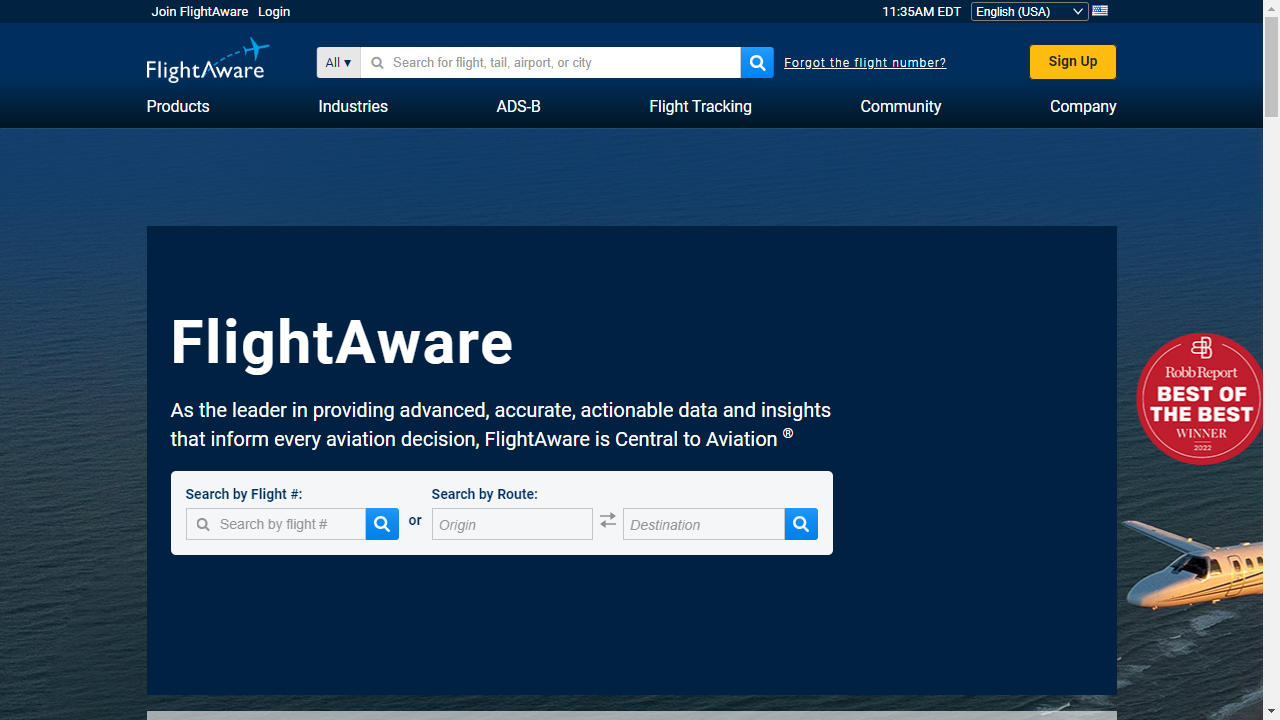 Join FlightAware Login 11:35AM EDT English (USA)
FlightAware All ▾ Search for flight, tail, airport, or city Forgot the flight number? Sign Up
Products Industries ADS-B Flight Tracking Community Company
FlightAware
As the leader in providing advanced, accurate, actionable data and insights
that inform every aviation decision, FlightAware is Central to Aviation ®
Robb Report
BEST OF
THE BEST
WINNER
2022
Search by Flight #: Search by Route:
Search by flight # or Origin Destination